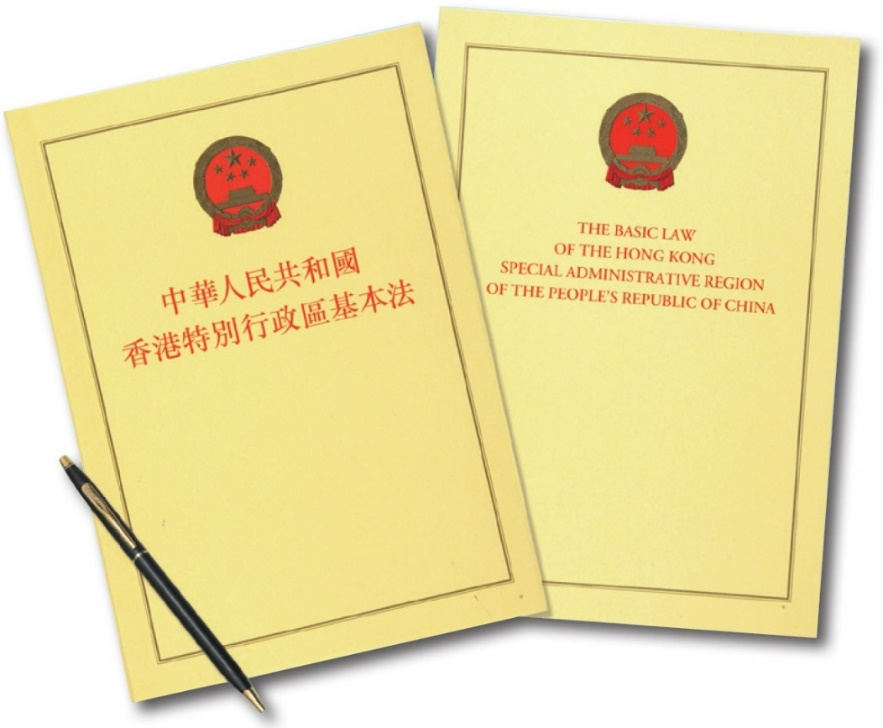 中華人民共和國
香港特別行政區基本法
THE BASIC LAW
OF THE HONG KONG
SPECIAL ADMINISTRATIVE REGION
OF THE PEOPLE'S REPUBLIC OF CHINA